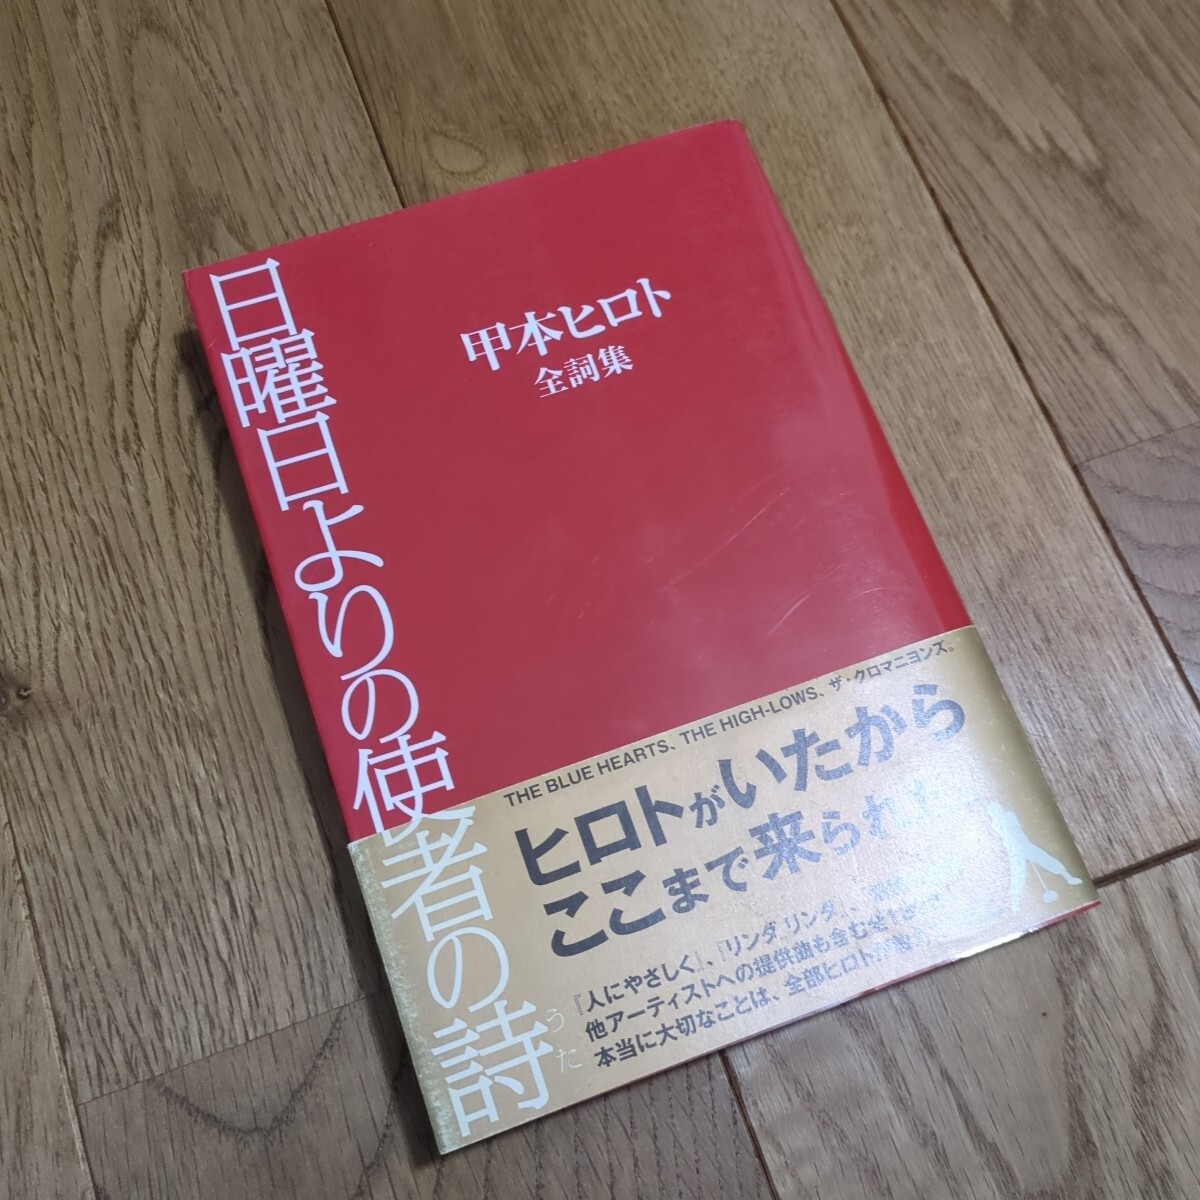 日曜日よりの使者の詩
うた
甲本ヒロト
全詞集
THE BLUE HEARTS、THE HIGH-LOWS、ザ・クロマニヨンズ。
ヒロトがいたから
ここまで来られた
『人にやさしく』、『リンダ リンダ』、
他アーティストへの提供曲も含む全
本当に大切なことは、全部ヒロトが